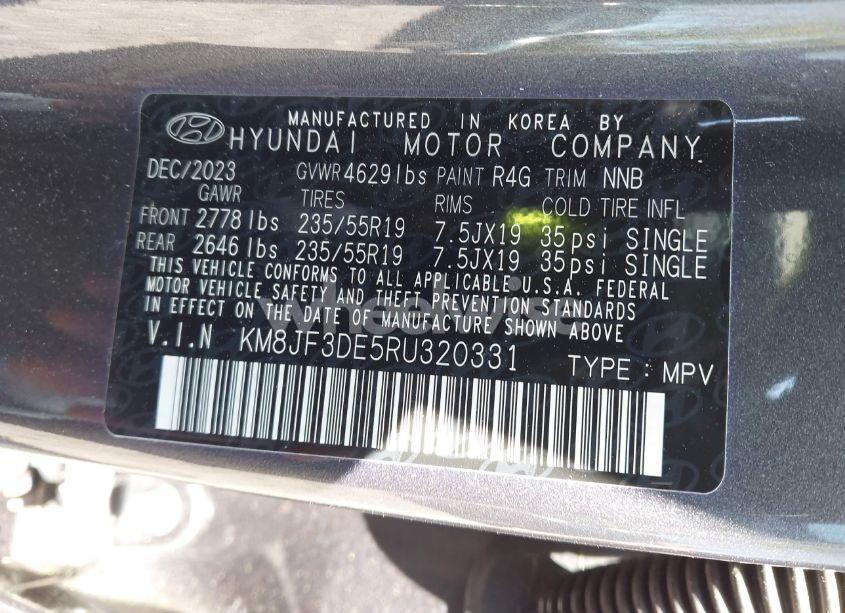 MANUFACTURED IN KOREA BY
HYUNDAI MOTOR COMPANY
DEC/2023 GVWR 4629 lbs PAINT R4G TRIM NNB
GAWR TIRES RIMS COLD TIRE INFL
FRONT 2778 lbs 235/55R19 7.5JX19 35 psi SINGLE
REAR 2646 lbs 235/55R19 7.5JX19 35 psi SINGLE
THIS VEHICLE CONFORMS TO ALL APPLICABLE U.S.A. FEDERAL
MOTOR VEHICLE SAFETY AND THEFT PREVENTION STANDARDS
IN EFFECT ON THE DATE OF MANUFACTURE SHOWN ABOVE
wheelwise
V.I.N KM8JF3DE5RU320331 TYPE : MPV